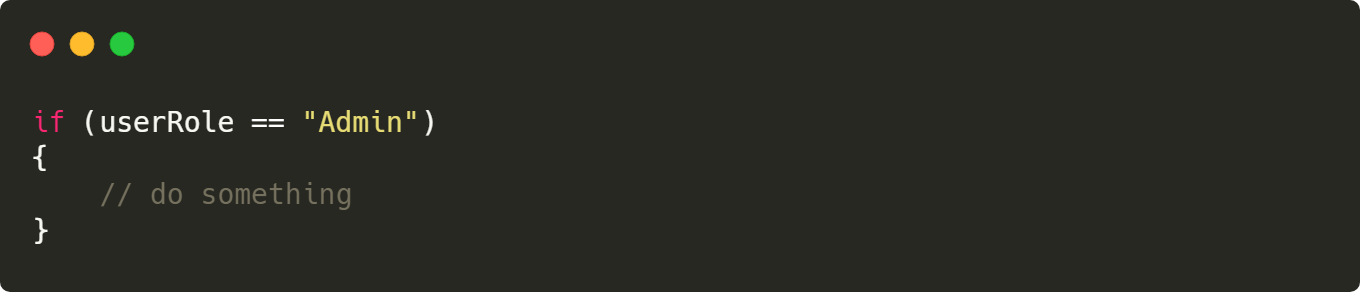 if (userRole == "Admin")
{
    // do something
}